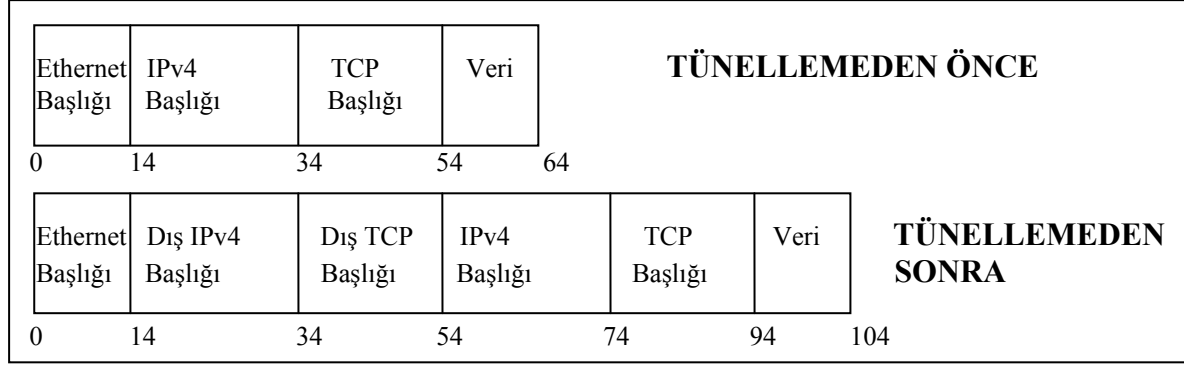 Ethernet IPv4 TCP Veri TÜNELLEMEDEN ÖNCE
Başlığı Başlığı Başlığı
0 14 34 54 64
Ethernet Dış IPv4 Dış TCP IPv4 TCP Veri TÜNELLEMEDEN
Başlığı Başlığı Başlığı Başlığı Başlığı SONRA
0 14 34 54 74 94 104